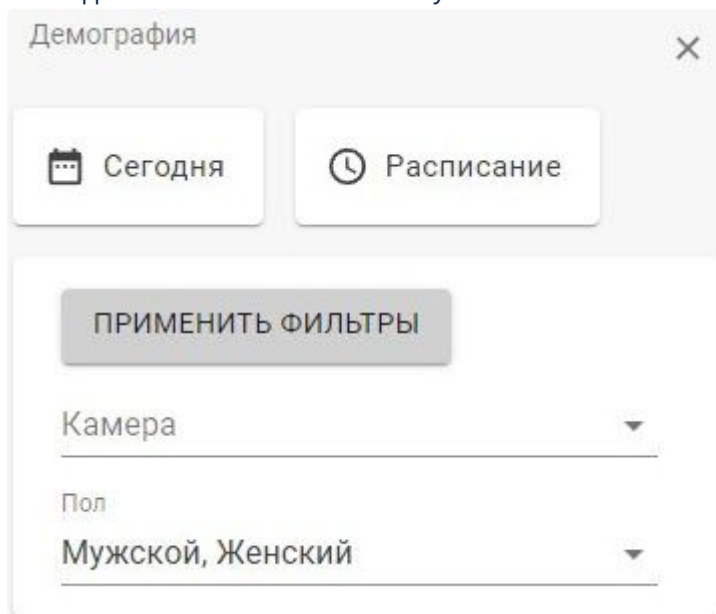 Демография
Сегодня
Расписание
ПРИМЕНИТЬ ФИЛЬТРЫ
Камера
Пол
Мужской, Женский